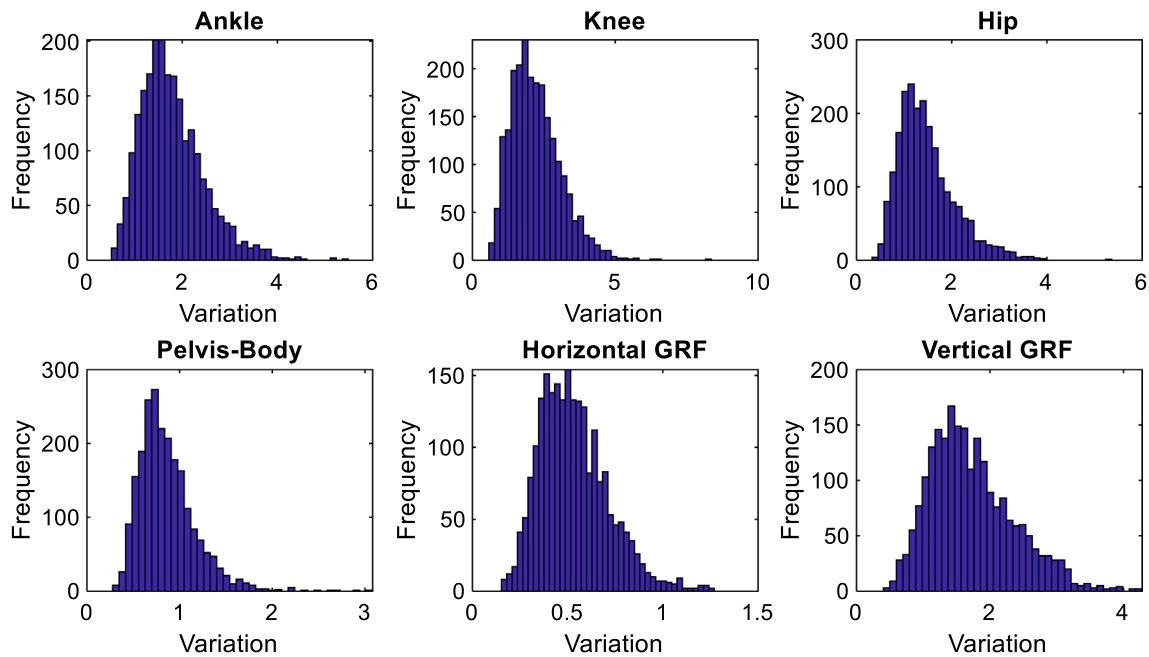 Ankle
200
150
100
50
0
0 2 4 6
Frequency
Variation
Knee
200
150
100
50
0
0 5 10
Frequency
Variation
Hip
300
200
100
0
0 2 4 6
Frequency
Variation
Pelvis-Body
300
200
100
0
0 1 2 3
Frequency
Variation
Horizontal GRF
150
100
50
0
0 0.5 1 1.5
Frequency
Variation
Vertical GRF
200
150
100
50
0
0 2 4
Frequency
Variation